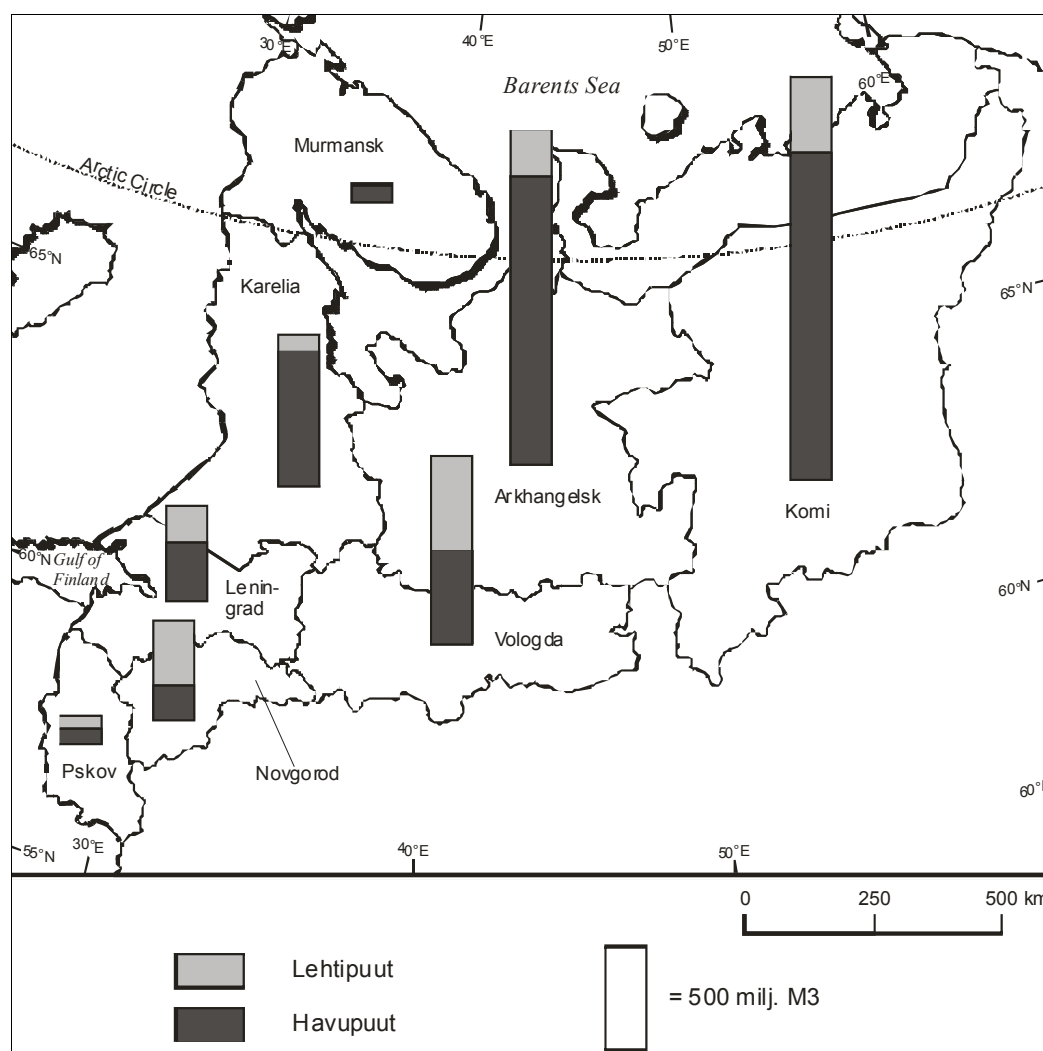 30°E
40°E
50°E
60°E
Barents Sea
Murmansk
Arctic Circle
65°N
Karelia
65°N
Arkhangelsk
Komi
60°N
Gulf of
Finland
Lenin-
grad
60°N
Vologda
Pskov
Novgorod
60°N
55°N
30°E
40°E
50°E
0
250
500 km
Lehtipuut
Havupuut
= 500 milj. M3